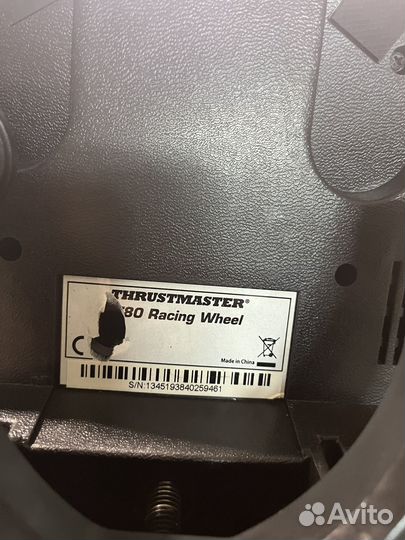 THRUSTMASTER®
80 Racing Wheel
CE
Made in China
S/N:1345193840259461
Avito